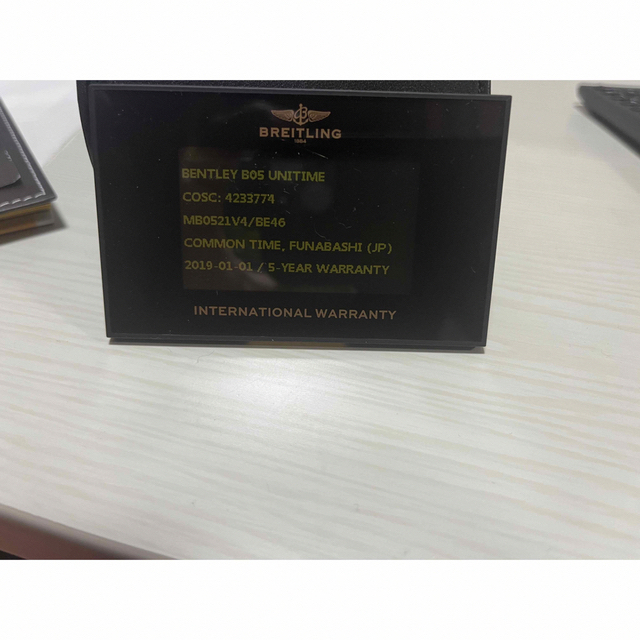 BREITLING
1884
BENTLEY B05 UNITIME
COSC: 4233774
MB0521V4/BE46
COMMON TIME, FUNABASHI (JP)
2019-01-01 / 5-YEAR WARRANTY
INTERNATIONAL WARRANTY